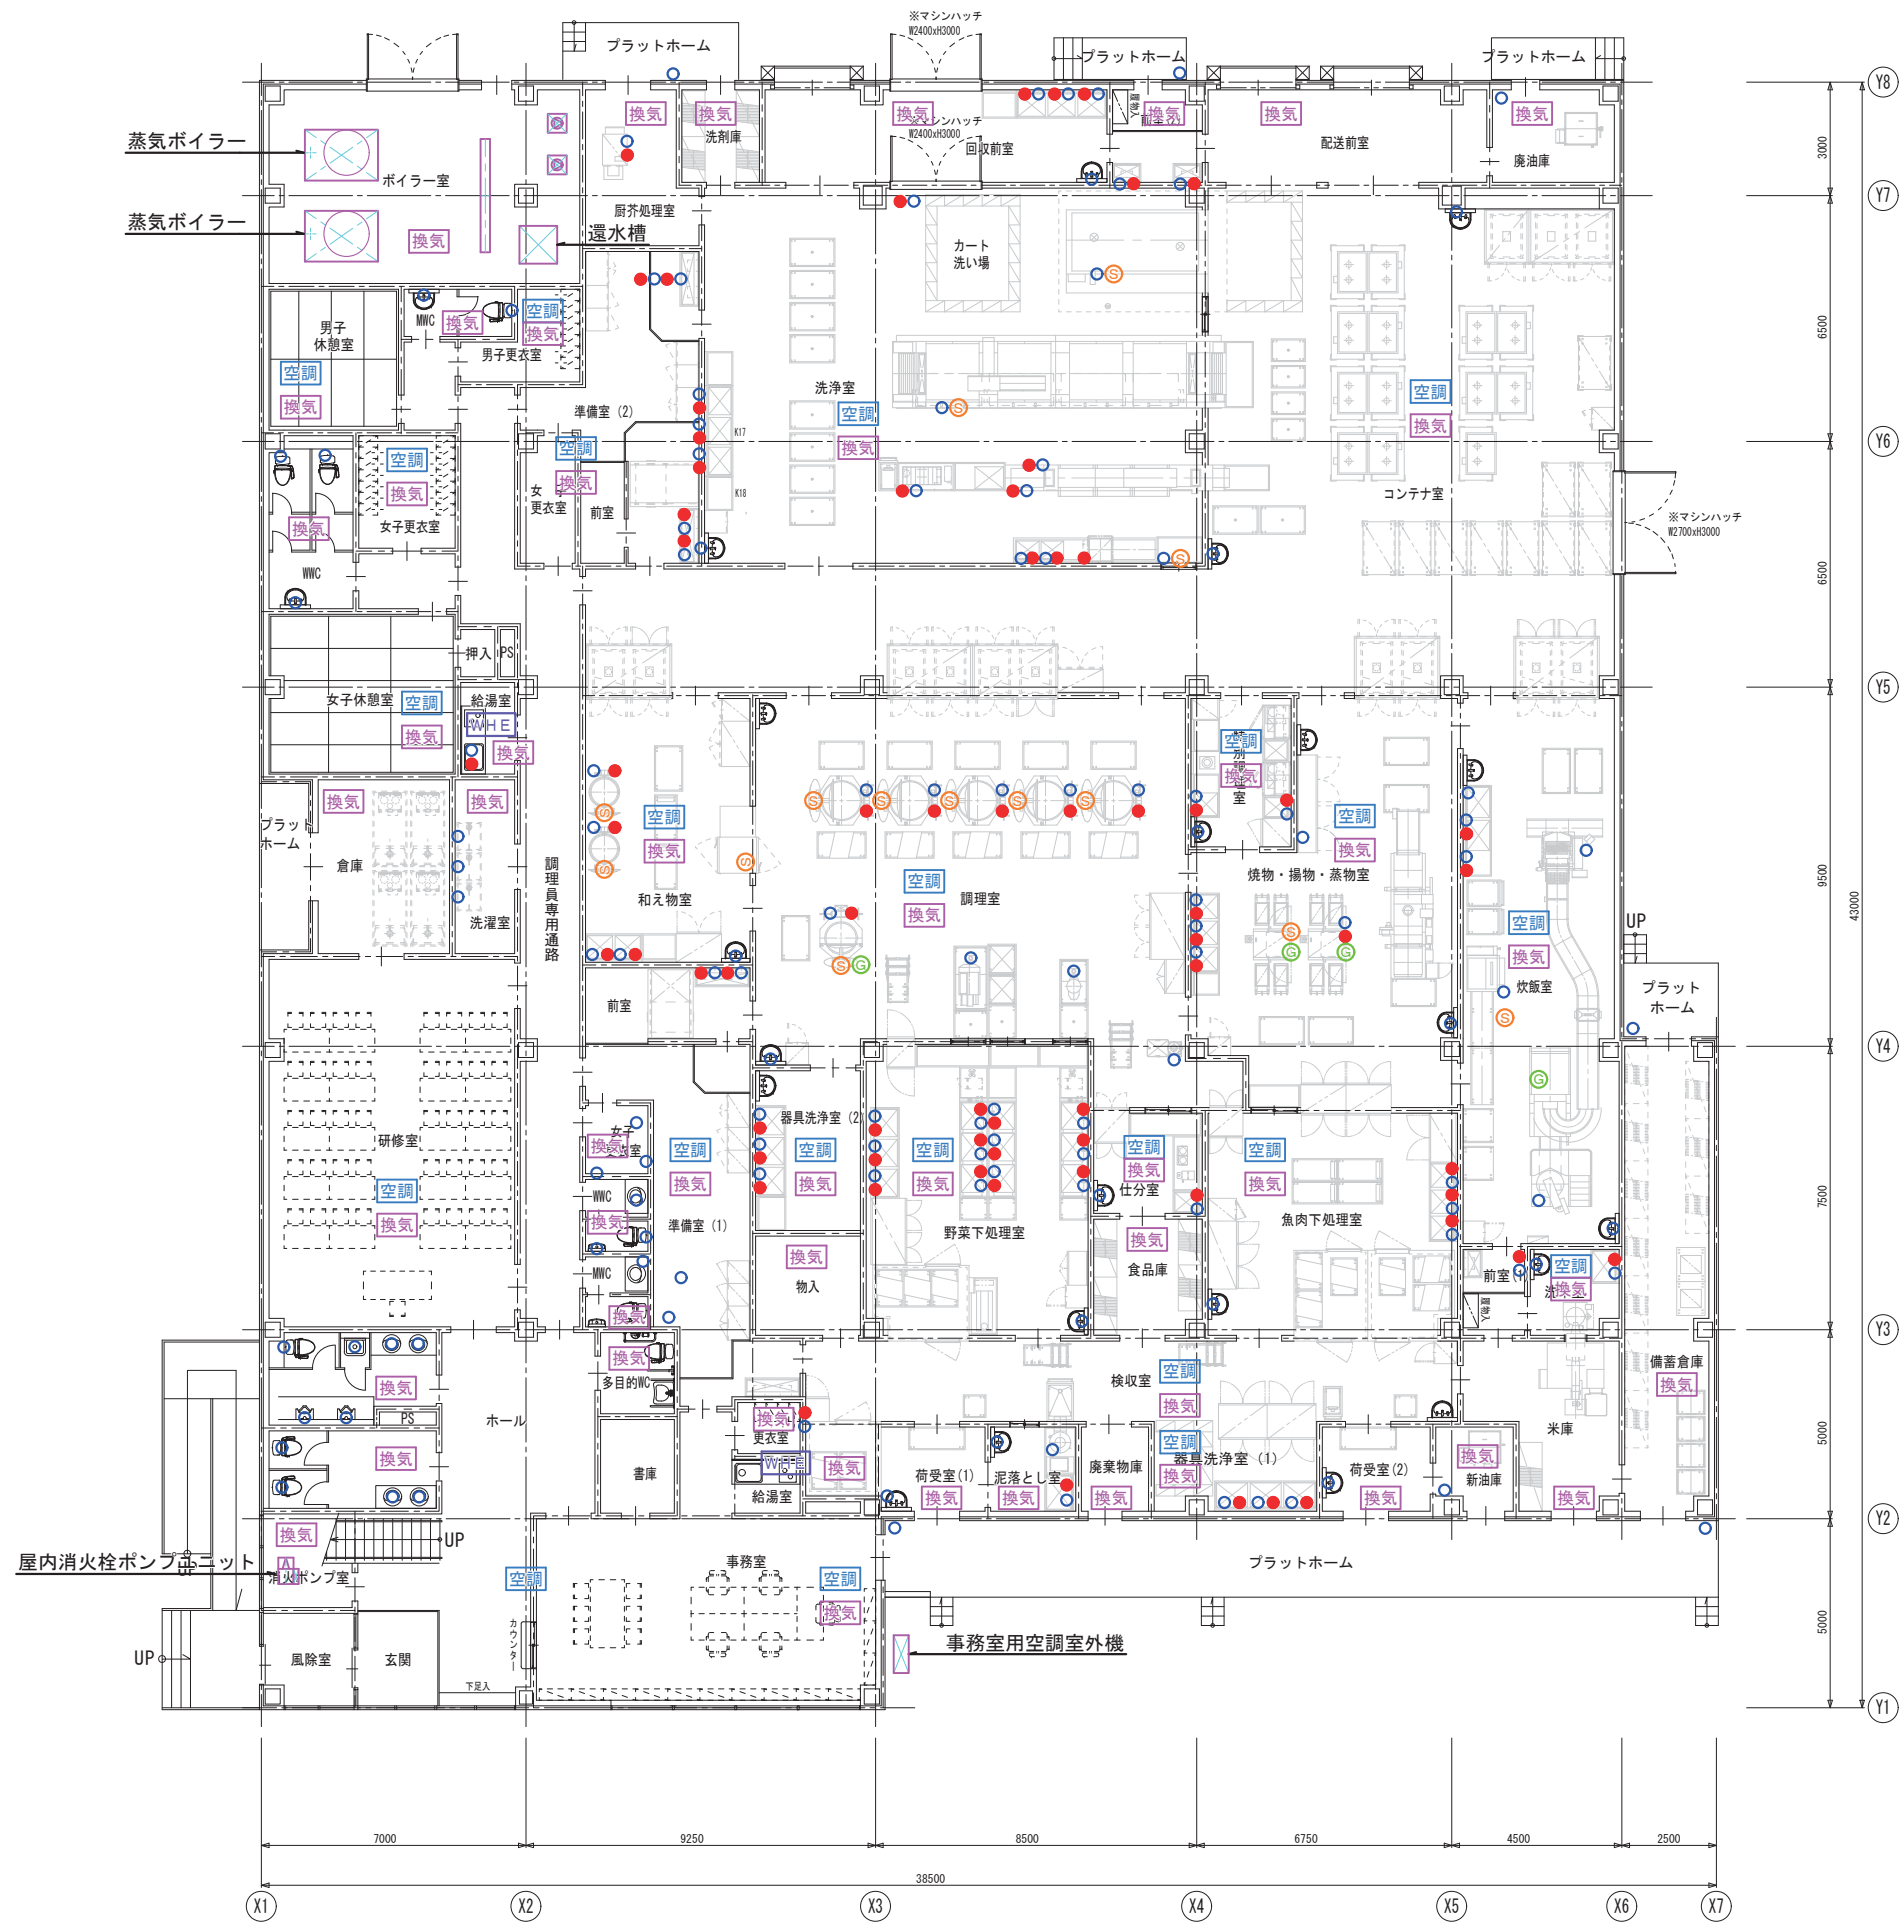 ※マシンハッチ
W2400xH3000
プラットホーム
プラットホーム
プラットホーム
Y8
換気
換気
換気
履物入
換気
換気
換気
洗剤庫
※マシンハッチ
W2400xH3000
回収前室
配送前室
廃油庫
3000
蒸気ボイラー
ボイラー室
Y7
蒸気ボイラー
換気
厨芥処理室
還水槽
カート
洗い場
S
6500
MWC
換気
空調
換気
男子
休憩室
男子更衣室
空調
換気
洗浄室
空調
換気
S
空調
換気
準備室(2)
K17
Y6
空調
換気
女子更衣室
空調
換気
更衣室
前室
K18
コンテナ室
※マシンハッチ
W2700xH3000
換気
WWC
S
6500
押入
PS
女子休憩室
空調
換気
給湯室
WHE
換気
Y5
空調
換気
換気
換気
プラット
ホーム
倉庫
洗濯室
調理員専用通路
S
S
S
空調
換気
和え物室
S
S
S
S
S
空調
換気
調理室
S
G
空調
換気
焼物・揚物・蒸物室
S
G
G
空調
換気
炊飯室
S
UP
プラット
ホーム
9500
43000
前室
Y4
G
研修室
空調
換気
女子
換気
WWC
換気
MWC
換気
空調
換気
準備室(1)
器具洗浄室(2)
空調
換気
換気
物入
空調
換気
野菜下処理室
空調
換気
仕分室
換気
食品庫
空調
換気
魚肉下処理室
前室(1)
履物入
空調
換気
7500
Y3
換気
PS
ホール
換気
換気
多目的WC
書庫
換気
更衣室
WHE
給湯室
換気
検収室
空調
換気
空調
換気
器具洗浄室(1)
荷受室(1)
換気
泥落とし室
換気
廃棄物庫
換気
荷受室(2)
換気
換気
新油庫
米庫
換気
備蓄倉庫
換気
5000
Y2
換気
UP
屋内消火栓ポンプユニット
消火ポンプ室
UP
空調
事務室
空調
換気
プラットホーム
カウンター
UP
風除室
玄関
下足入
事務室用空調室外機
5000
Y1
7000
9250
8500
6750
4500
2500
38500
X1
X2
X3
X4
X5
X6
X7